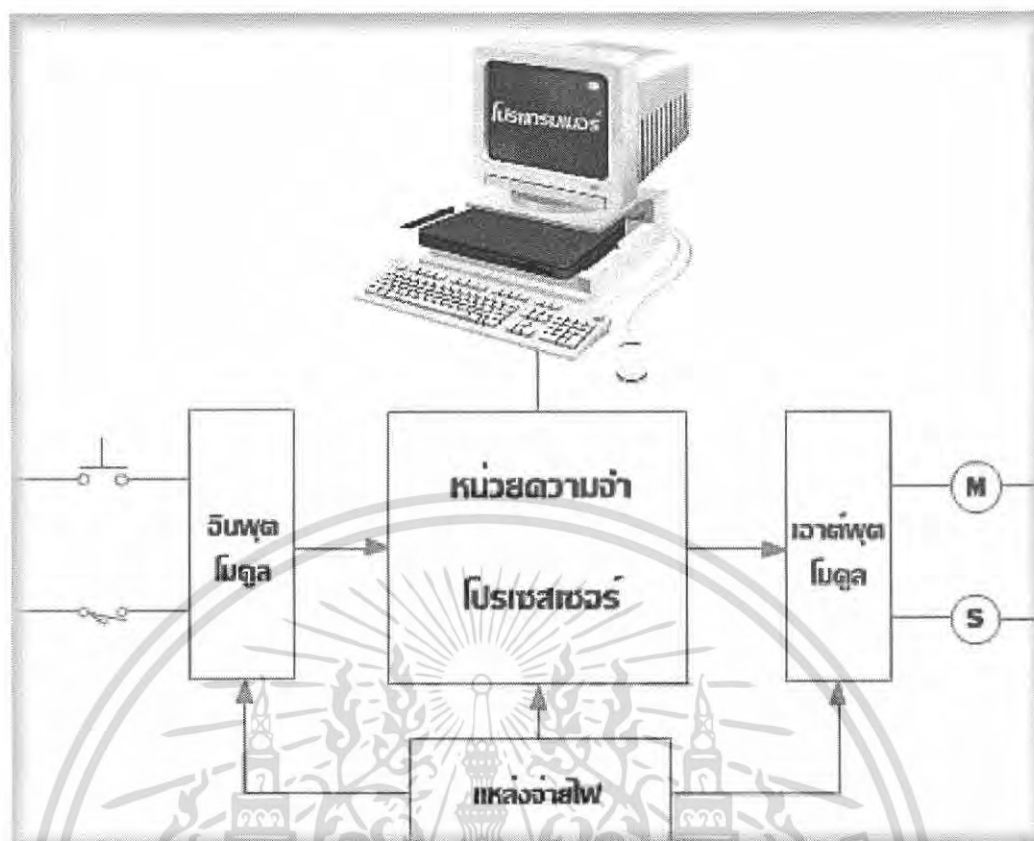 โปรแกรมเมอร์
หน่วยความจำ
โปรเซสเซอร์
อินพุต
โมดูล
เอาต์พุต
โมดูล
M
S
แหล่งจ่ายไฟ